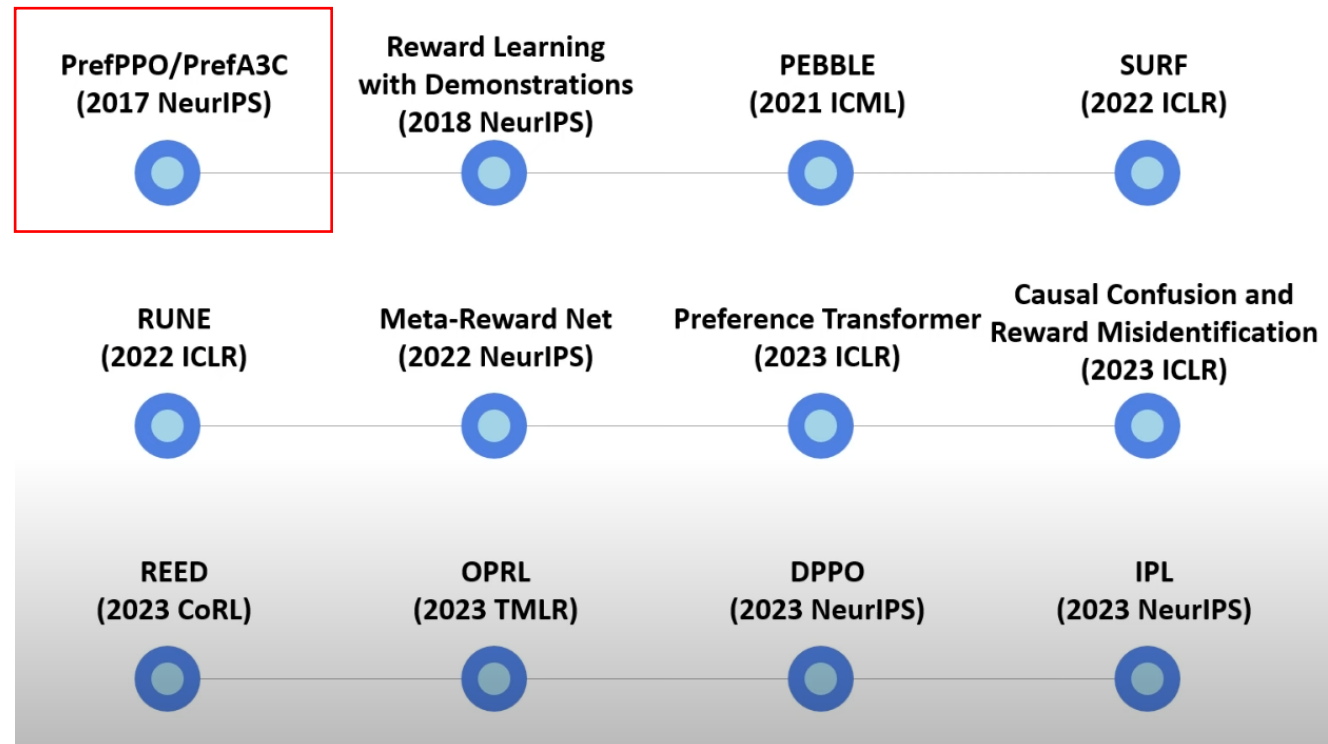 PrefPPO/PrefA3C
(2017 NeurIPS)
Reward Learning
with Demonstrations
(2018 NeurIPS)
PEBBLE
(2021 ICML)
SURF
(2022 ICLR)
RUNE
(2022 ICLR)
Meta-Reward Net
(2022 NeurIPS)
Preference Transformer
(2023 ICLR)
Causal Confusion and
Reward Misidentification
(2023 ICLR)
REED
(2023 CoRL)
OPRL
(2023 TMLR)
DPPO
(2023 NeurIPS)
IPL
(2023 NeurIPS)